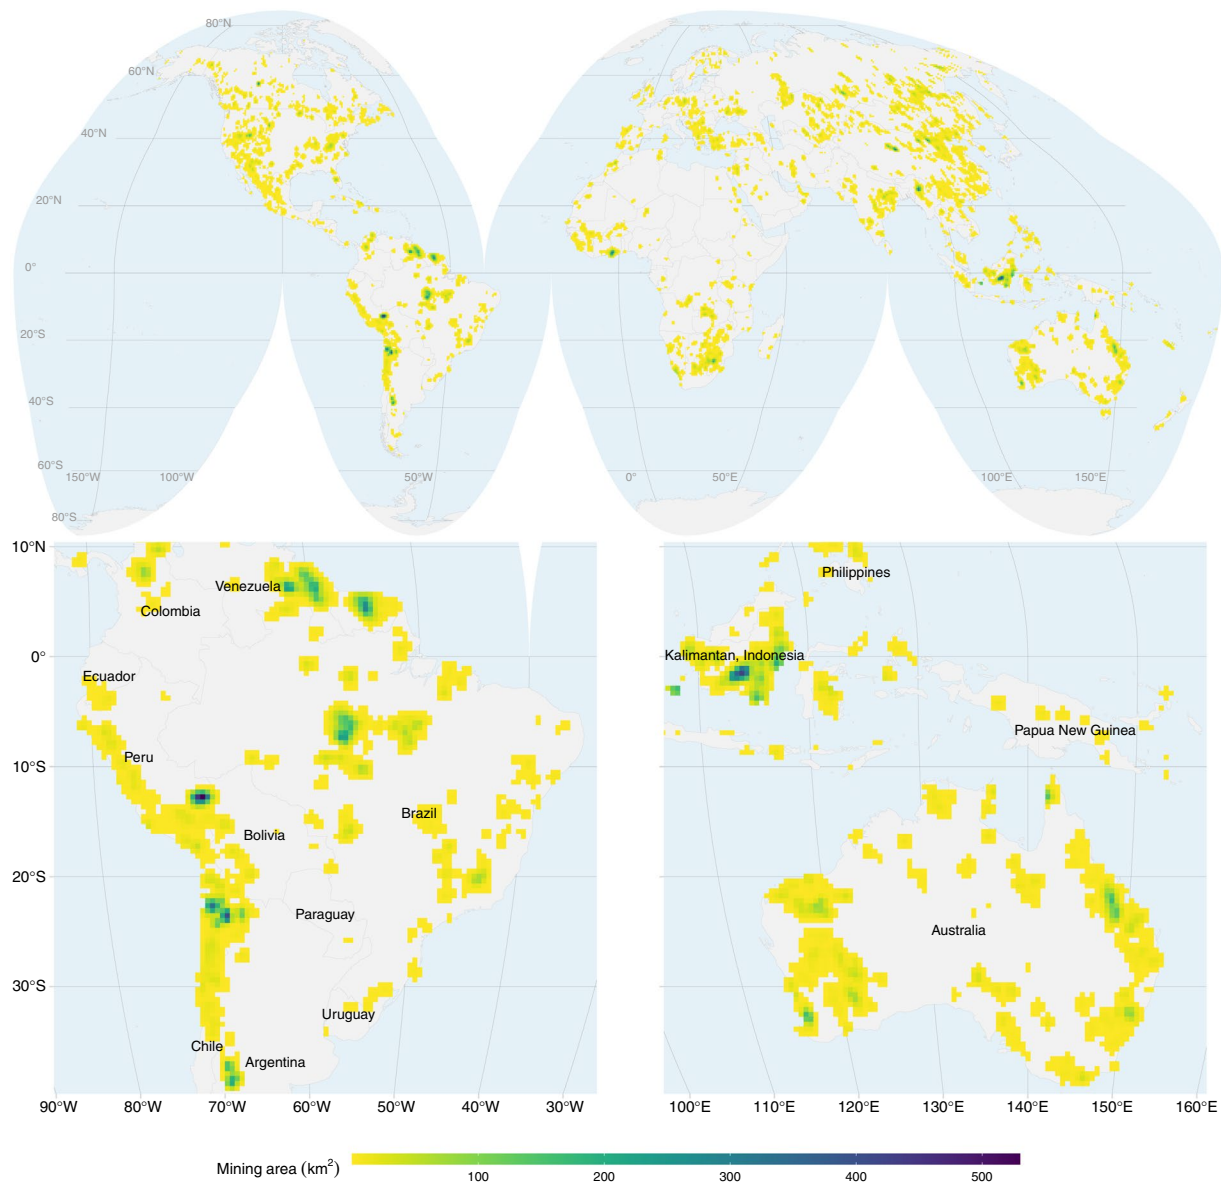 80°N
60°N
40°N
20°N
0°
20°S
40°S
60°S
150°W 100°W 50°W 0° 50°E 100°E 150°E
80°S
10°N
Venezuela
Colombia
0°
Ecuador
Peru
10°S
Brazil
Bolivia
20°S
Paraguay
30°S
Uruguay
Chile
Argentina
90°W 80°W 70°W 60°W 50°W 40°W 30°W
Philippines
Kalimantan, Indonesia
Papua New Guinea
Australia
100°E 110°E 120°E 130°E 140°E 150°E 160°E
Mining area (km²)
100 200 300 400 500